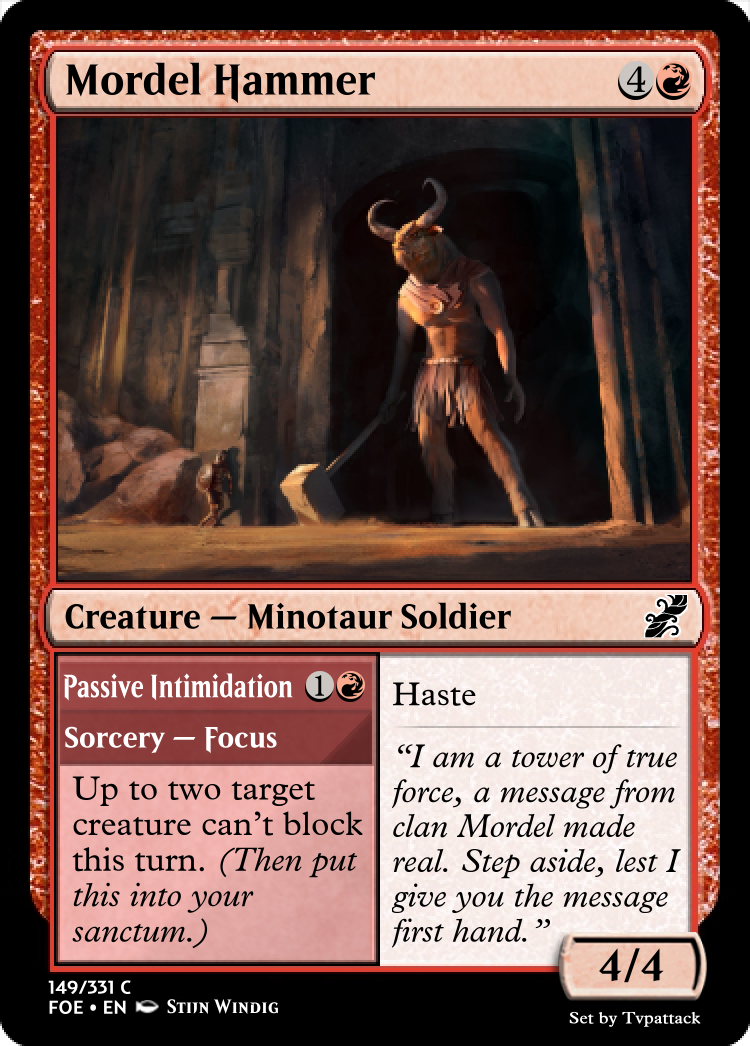 Mordel Hammer 4
Creature — Minotaur Soldier
Passive Intimidation 1
Sorcery — Focus
Up to two target
creature can't block
this turn. (Then put
this into your
sanctum.)
Haste
“I am a tower of true
force, a message from
clan Mordel made
real. Step aside, lest I
give you the message
first hand.”
4/4
149/331 C
FOE • EN Stijn Windig
Set by Tvpattack